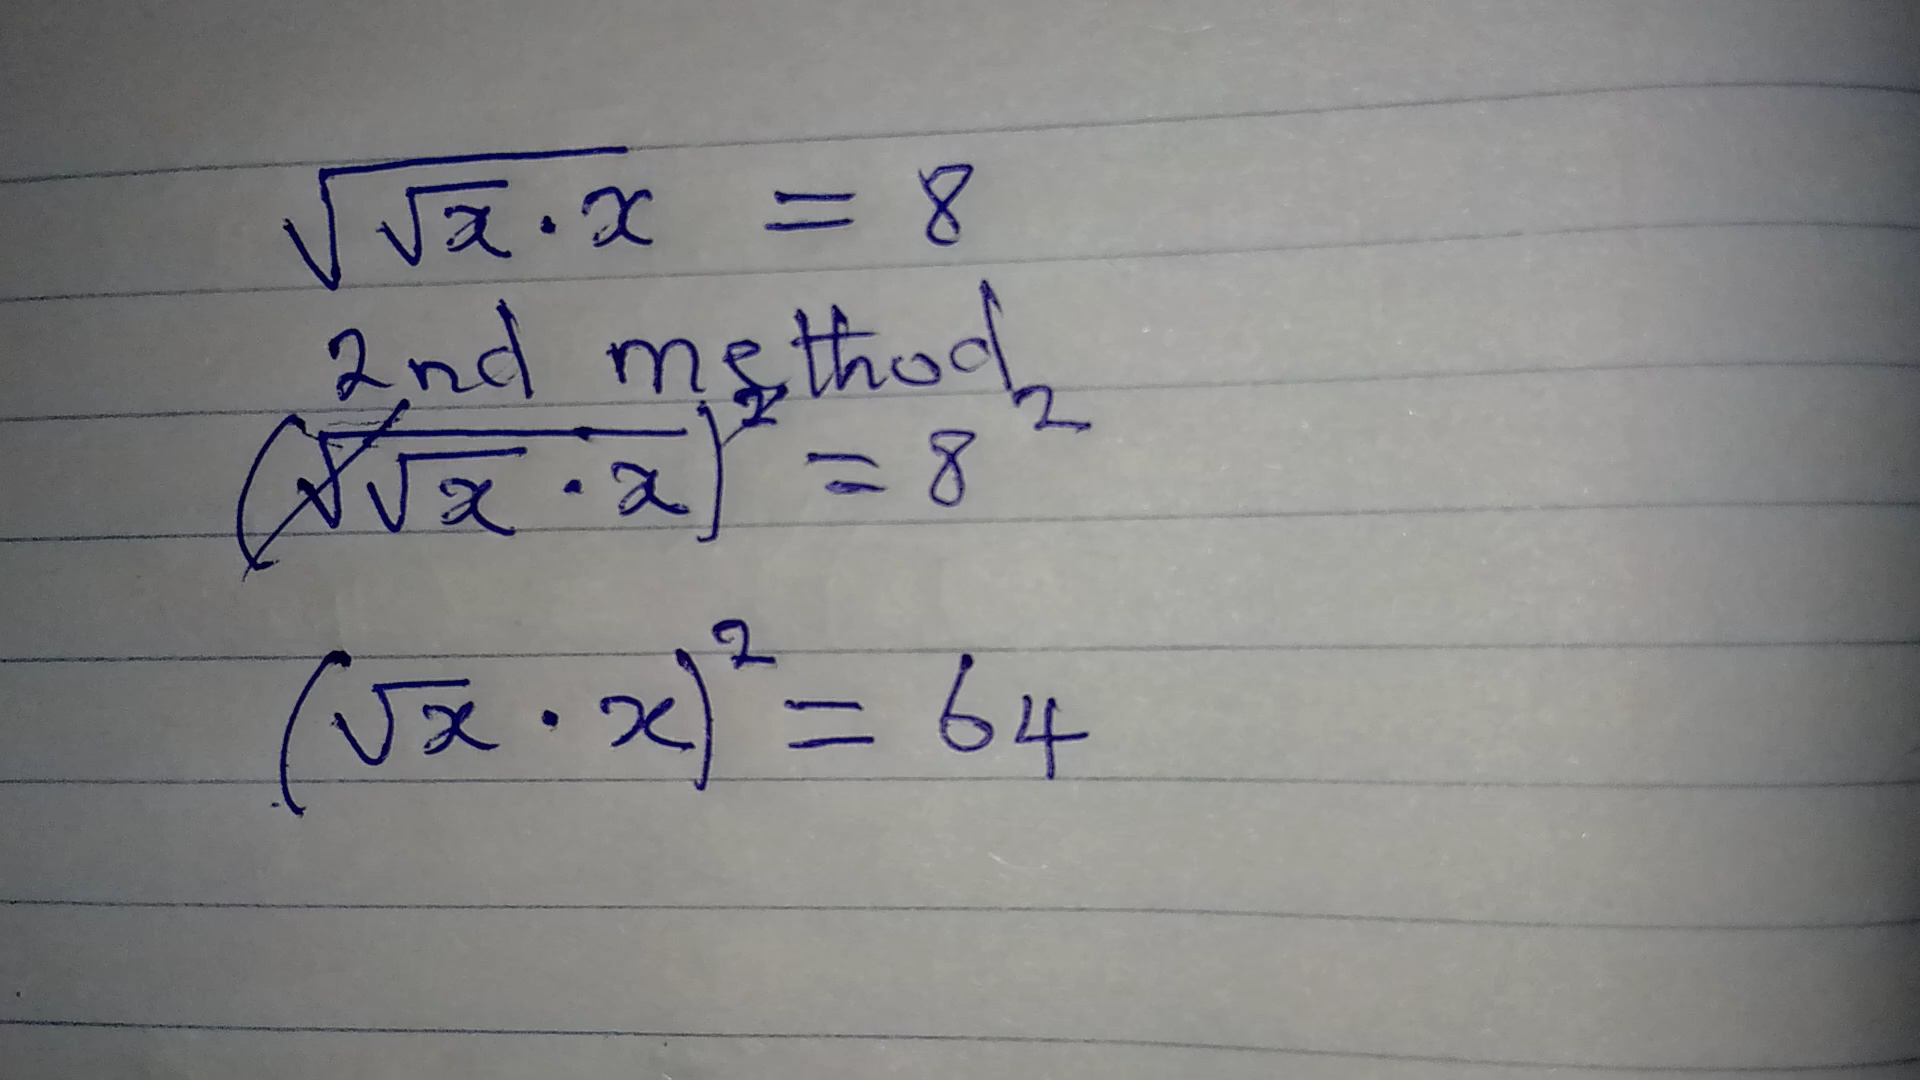 √(√x · x) = 8
2nd method
(√(√x · x))² = 8²
(√x · x)² = 64